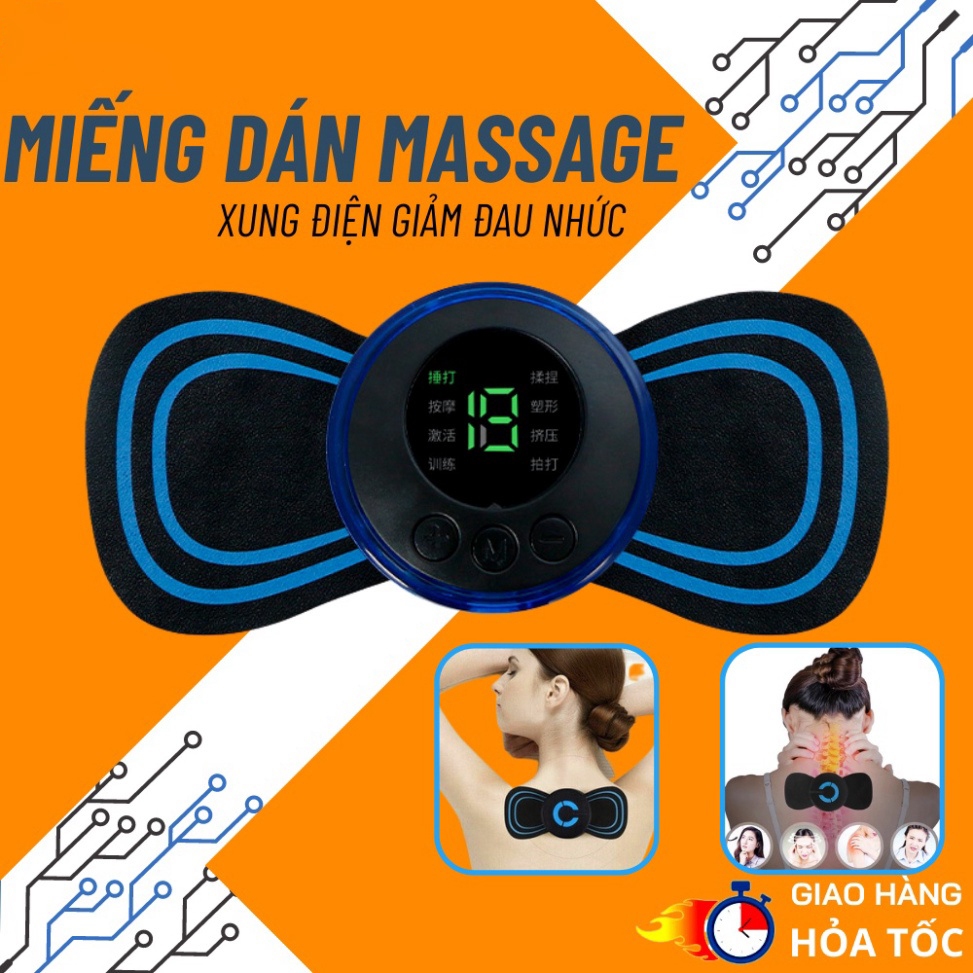 MIẾNG DÁN MASSAGE
XUNG ĐIỆN GIẢM ĐAU NHỨC
捶打
揉捏
按摩
19
塑形
激活
挤压
训练
拍打
M
GIAO HÀNG
HỎA TỐC